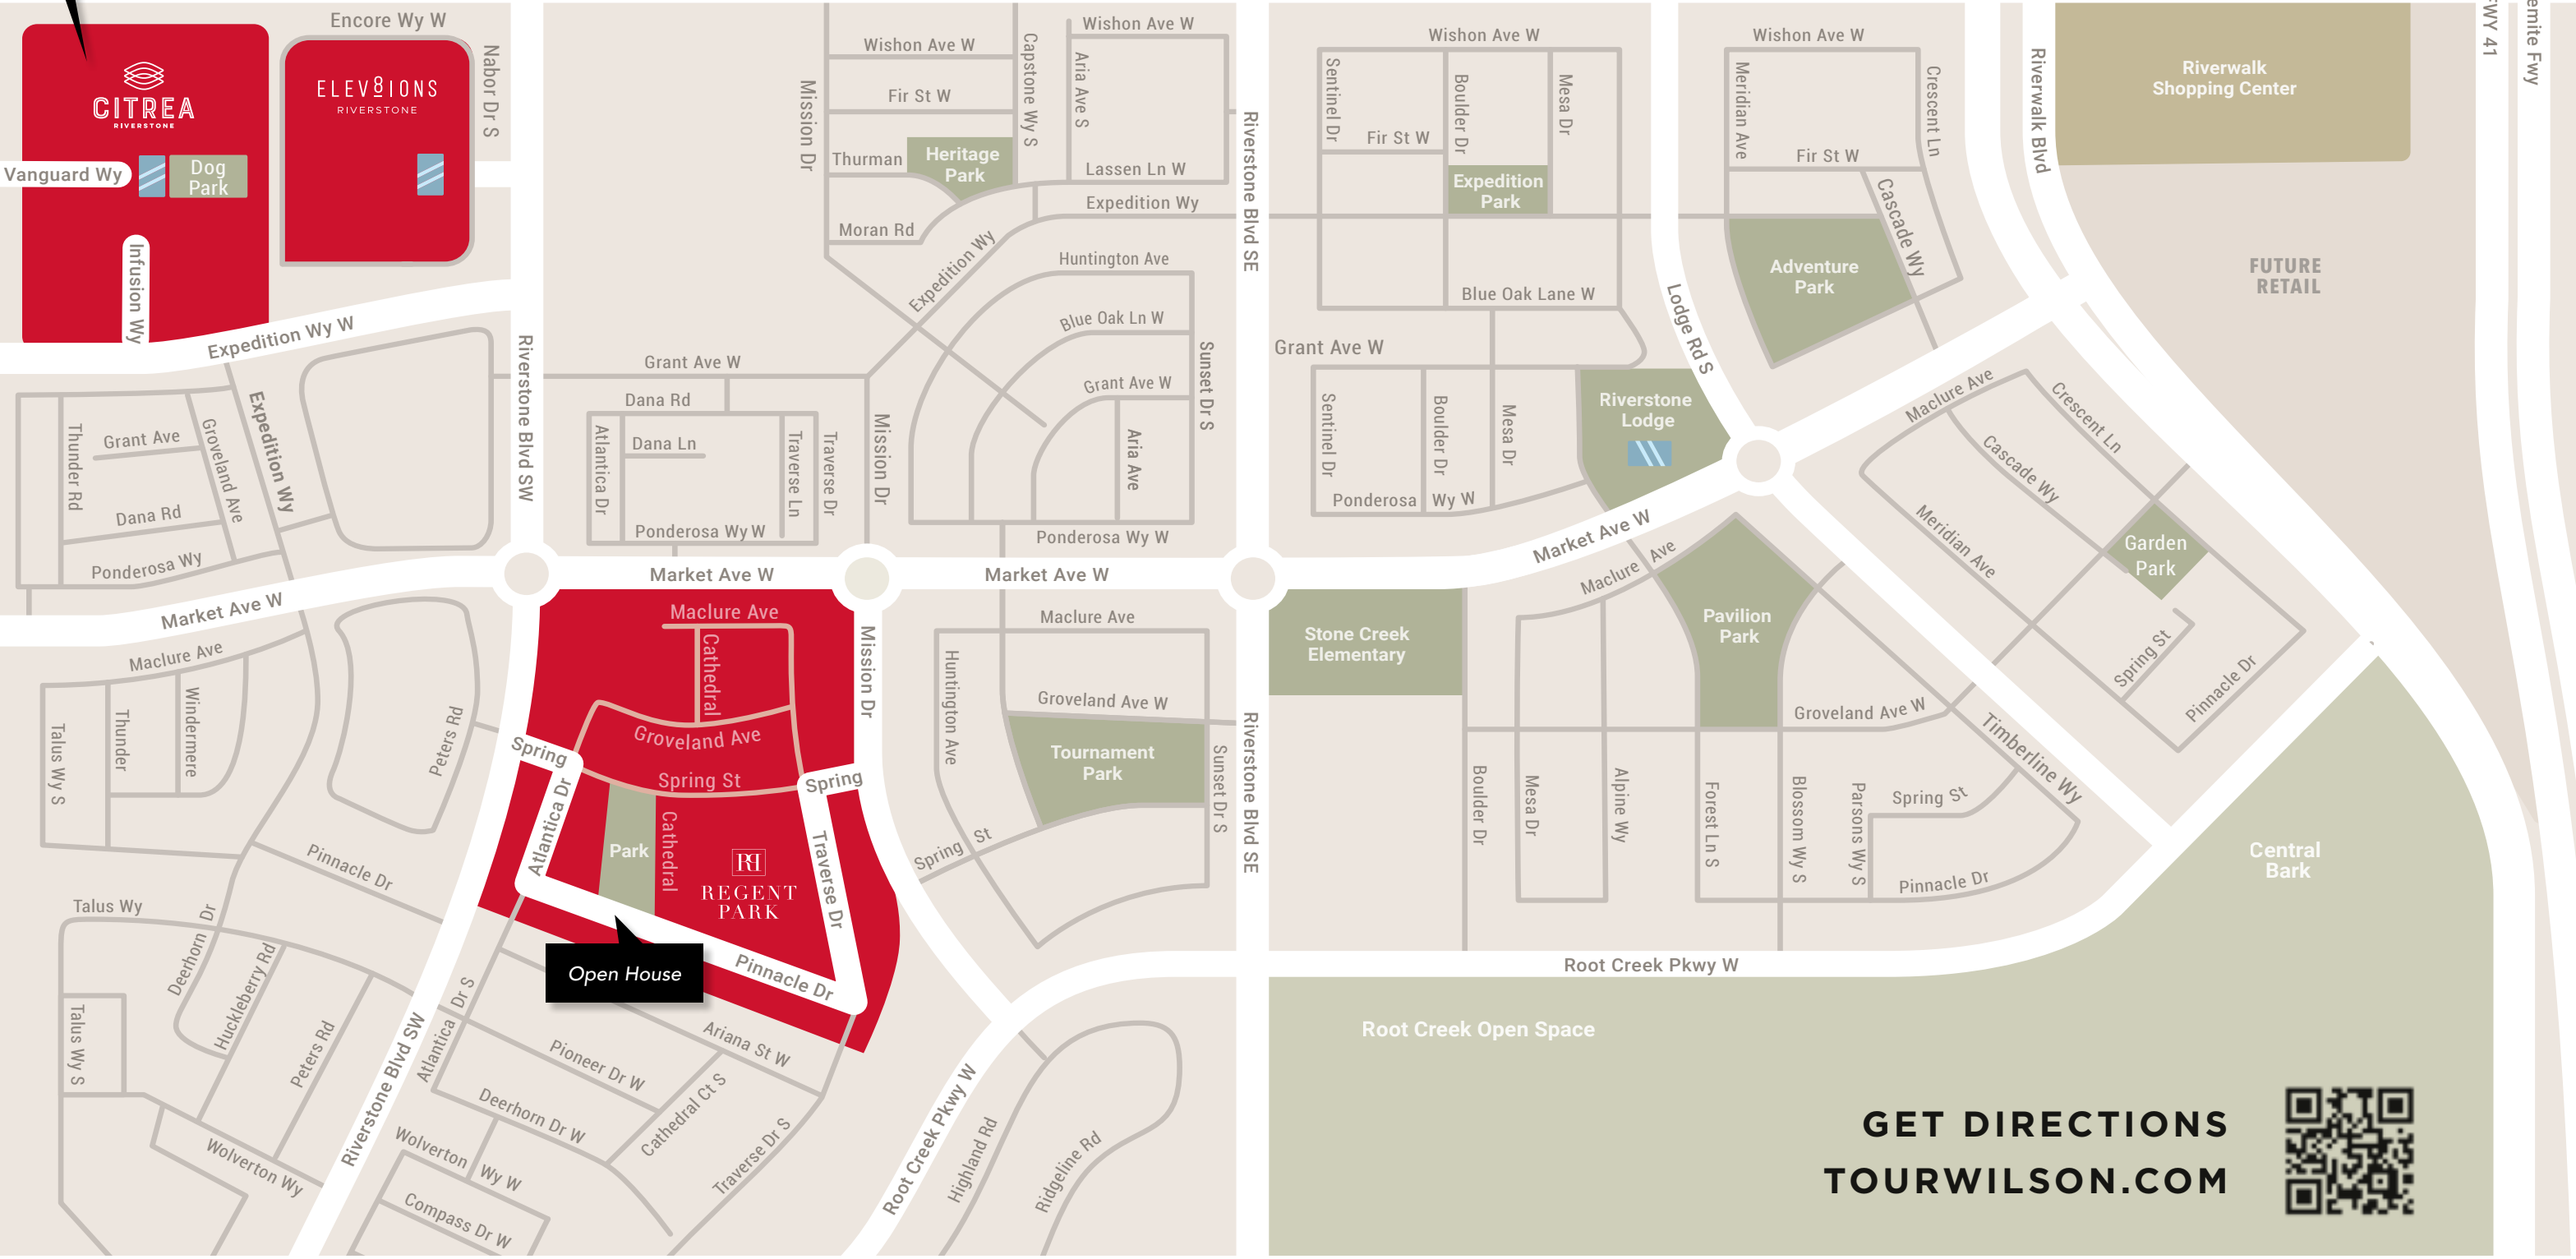 Encore Wy W
CITREA
RIVERSTONE
ELEV8IONS
RIVERSTONE
Nabor Dr S
Vanguard Wy
Dog
Park
Infusion Wy
Expedition Wy W
Riverstone Blvd SW
Mission Dr
Wishon Ave W
Capstone Wy S
Wishon Ave W
Aria Ave S
Fir St W
Thurman
Heritage
Park
Lassen Ln W
Expedition Wy
Moran Rd
Expedition Wy
Huntington Ave
Blue Oak Ln W
Grant Ave W
Sunset Dr S
Aria Ave
Ponderosa Wy W
Riverstone Blvd SE
Wishon Ave W
Sentinel Dr
Boulder Dr
Mesa Dr
Fir St W
Expedition
Park
Blue Oak Lane W
Grant Ave W
Lodge Rd S
Wishon Ave W
Meridian Ave
Crescent Ln
Fir St W
Cascade Wy
Adventure
Park
Riverwalk Blvd
Riverwalk
Shopping Center
FWY 41
emite Fwy
FUTURE
RETAIL
Thunder Rd
Grant Ave
Groveland Ave
Expedition Wy
Dana Rd
Ponderosa Wy
Market Ave W
Grant Ave W
Dana Rd
Atlantica Dr
Dana Ln
Traverse Ln
Traverse Dr
Mission Dr
Ponderosa Wy W
Market Ave W
Market Ave W
Sentinel Dr
Boulder Dr
Mesa Dr
Riverstone
Lodge
Ponderosa
Wy W
Market Ave W
Maclure Ave
Crescent Ln
Cascade Wy
Meridian Ave
Garden
Park
Spring St
Pinnacle Dr
Maclure Ave
Talus Wy S
Thunder
Windermere
Peters Rd
Pinnacle Dr
Maclure Ave
Cathedral
Groveland Ave
Spring
Spring St
Spring
Atlantica Dr
Park
Cathedral
RP
REGENT
PARK
Traverse Dr
Mission Dr
Open House
Pinnacle Dr
Maclure Ave
Huntington Ave
Groveland Ave W
Tournament
Park
Sunset Dr S
Spring St
Riverstone Blvd SE
Stone Creek
Elementary
Maclure Ave
Pavilion
Park
Groveland Ave W
Timberline Wy
Boulder Dr
Mesa Dr
Alpine Wy
Forest Ln S
Blossom Wy S
Parsons Wy S
Spring St
Pinnacle Dr
Central
Bark
Root Creek Pkwy W
Root Creek Open Space
Talus Wy
Deerhorn Dr
Huckleberry Rd
Peters Rd
Talus Wy S
Wolverton Wy
Riverstone Blvd SW
Atlantica Dr S
Ariana St W
Pioneer Dr W
Deerhorn Dr W
Cathedral Ct S
Traverse Dr S
Wolverton
Wy W
Compass Dr W
Root Creek Pkwy W
Highland Rd
Ridgeline Rd
GET DIRECTIONS
TOURWILSON.COM